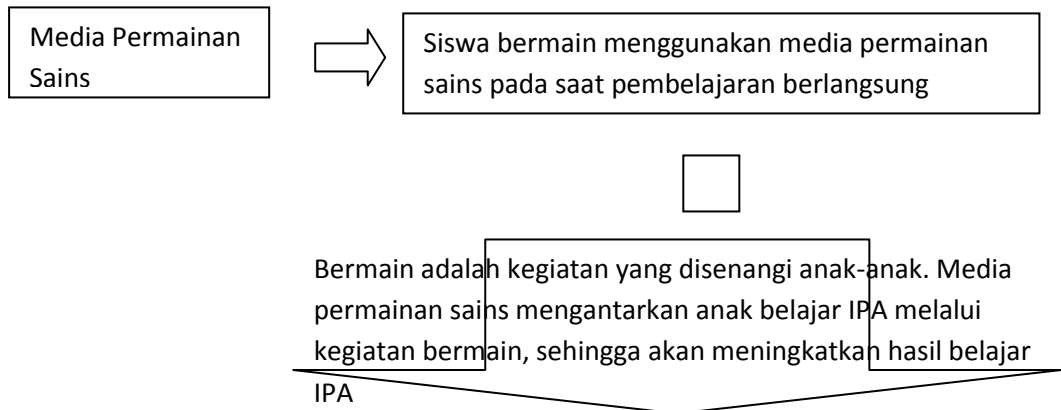 Media Permainan
Sains
Siswa bermain menggunakan media permainan
sains pada saat pembelajaran berlangsung
Bermain adalah kegiatan yang disenangi anak-anak. Media
permainan sains mengantarkan anak belajar IPA melalui
kegiatan bermain, sehingga akan meningkatkan hasil belajar
IPA